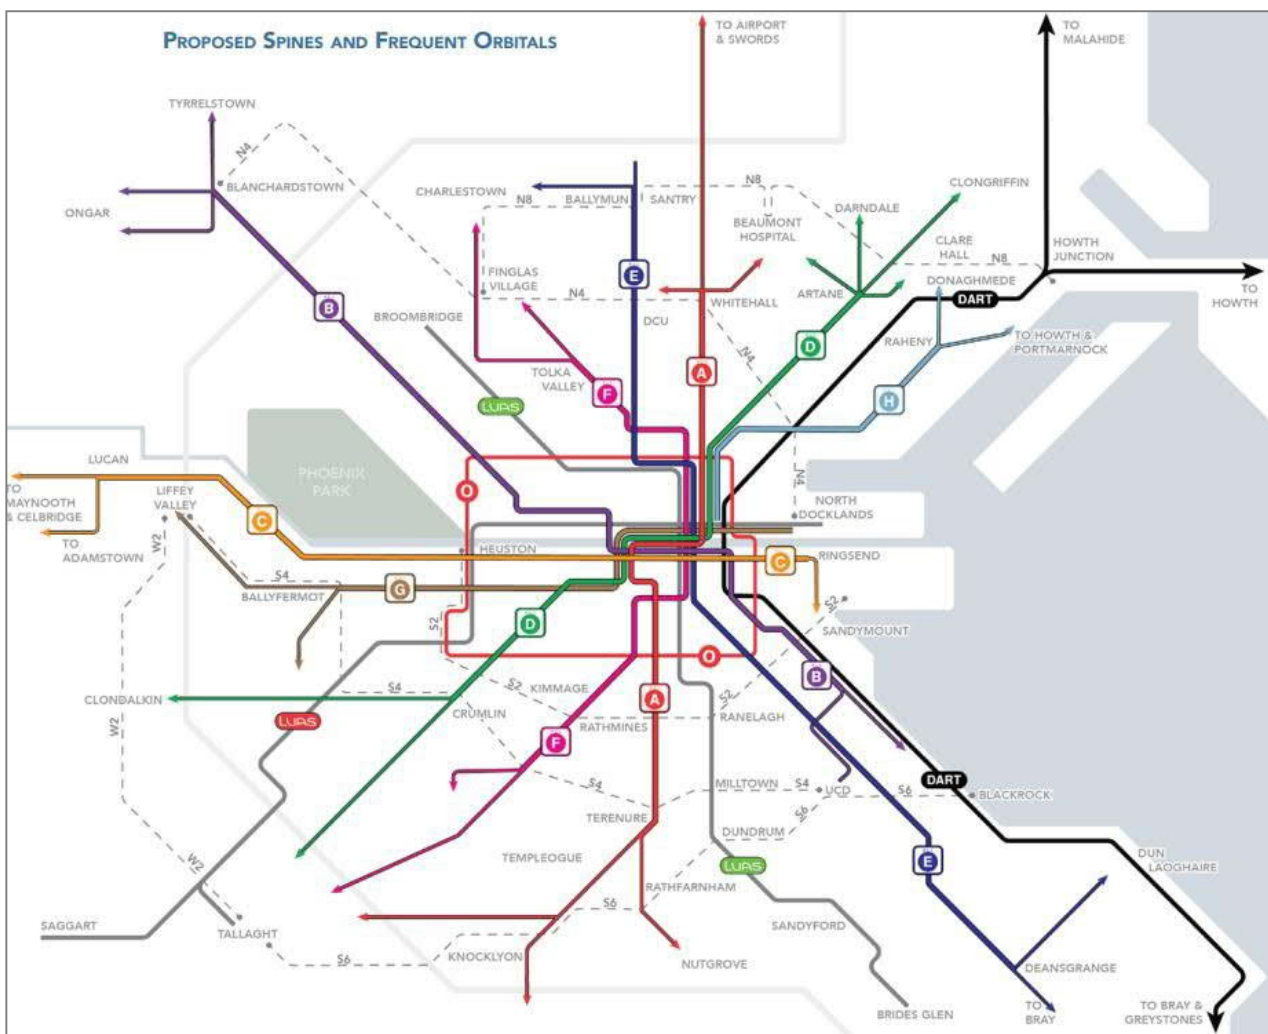 PROPOSED SPINES AND FREQUENT ORBITALS
TO AIRPORT
& SWORDS
TO
MALAHIDE
TYRRELSTOWN
N4
BLANCHARDSTOWN
ONGAR
CHARLESTOWN
N8
BALLYMUN
SANTRY
N8
BEAUMONT
HOSPITAL
DARNDALE
CLONGRIFFIN
CLARE
HALL
N8
HOWTH
JUNCTION
DONAGHMEDE
TO
HOWTH
DART
B
FINGLAS
VILLAGE
N4
E
DCU
WHITEHALL
ARTANE
BROOMBRIDGE
D
RAHENY
TO HOWTH &
PORTMARNOCK
N4
TOLKA
VALLEY
A
F
H
LUAS
LUCAN
PHOENIX
PARK
O
N4
TO
MAYNOOTH
& CELBRIDGE
LIFFEY
VALLEY
C
NORTH
DOCKLANDS
TO
ADAMSTOWN
W2
HEUSTON
C
RINGSEND
S4
BALLYFERMOT
G
S2
D
S2
SANDYMOUNT
O
B
CLONDALKIN
S4
S2
KIMMAGE
A
S2
CRUMLIN
RATHMINES
RANELAGH
LUAS
W2
F
S4
MILLTOWN
S4
UCD
S6
DART
BLACKROCK
TERENURE
S6
DUNDRUM
W2
TEMPLEOGUE
LUAS
E
DUN
LAOGHAIRE
RATHFARNHAM
S6
SAGGART
TALLAGHT
SANDYFORD
S6
KNOCKLYON
NUTGROVE
DEANSGRANGE
BRIDES GLEN
TO
BRAY
TO BRAY &
GREYSTONES